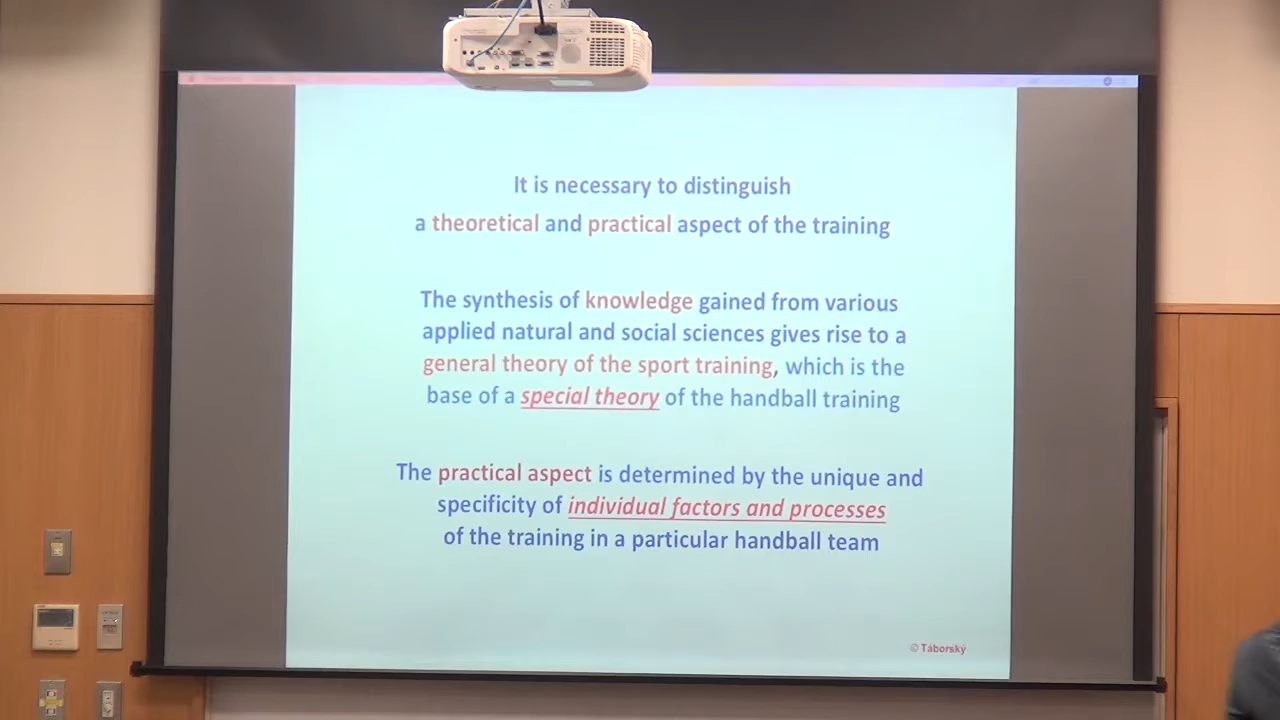 It is necessary to distinguish
a theoretical and practical aspect of the training
The synthesis of knowledge gained from various
applied natural and social sciences gives rise to a
general theory of the sport training, which is the
base of a special theory of the handball training
The practical aspect is determined by the unique and
specificity of individual factors and processes
of the training in a particular handball team
© Táborský